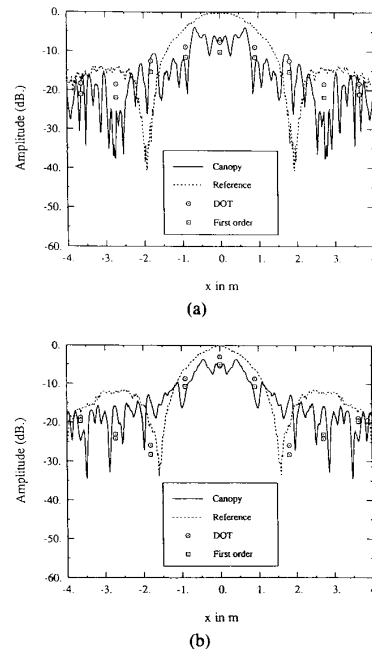 0.
-10.
-20.
-30.
-40.
-50.
-60.
Amplitude (dB.)
Canopy
Reference
DOT
First order
-4. -3. -2. -1. 0. 1. 2. 3. 4.
x in m
(a)
0.
-10.
-20.
-30.
-40.
-50.
-60.
Amplitude (dB.)
Canopy
Reference
DOT
First order
-4. -3. -2. -1. 0. 1. 2. 3. 4.
x in m
(b)